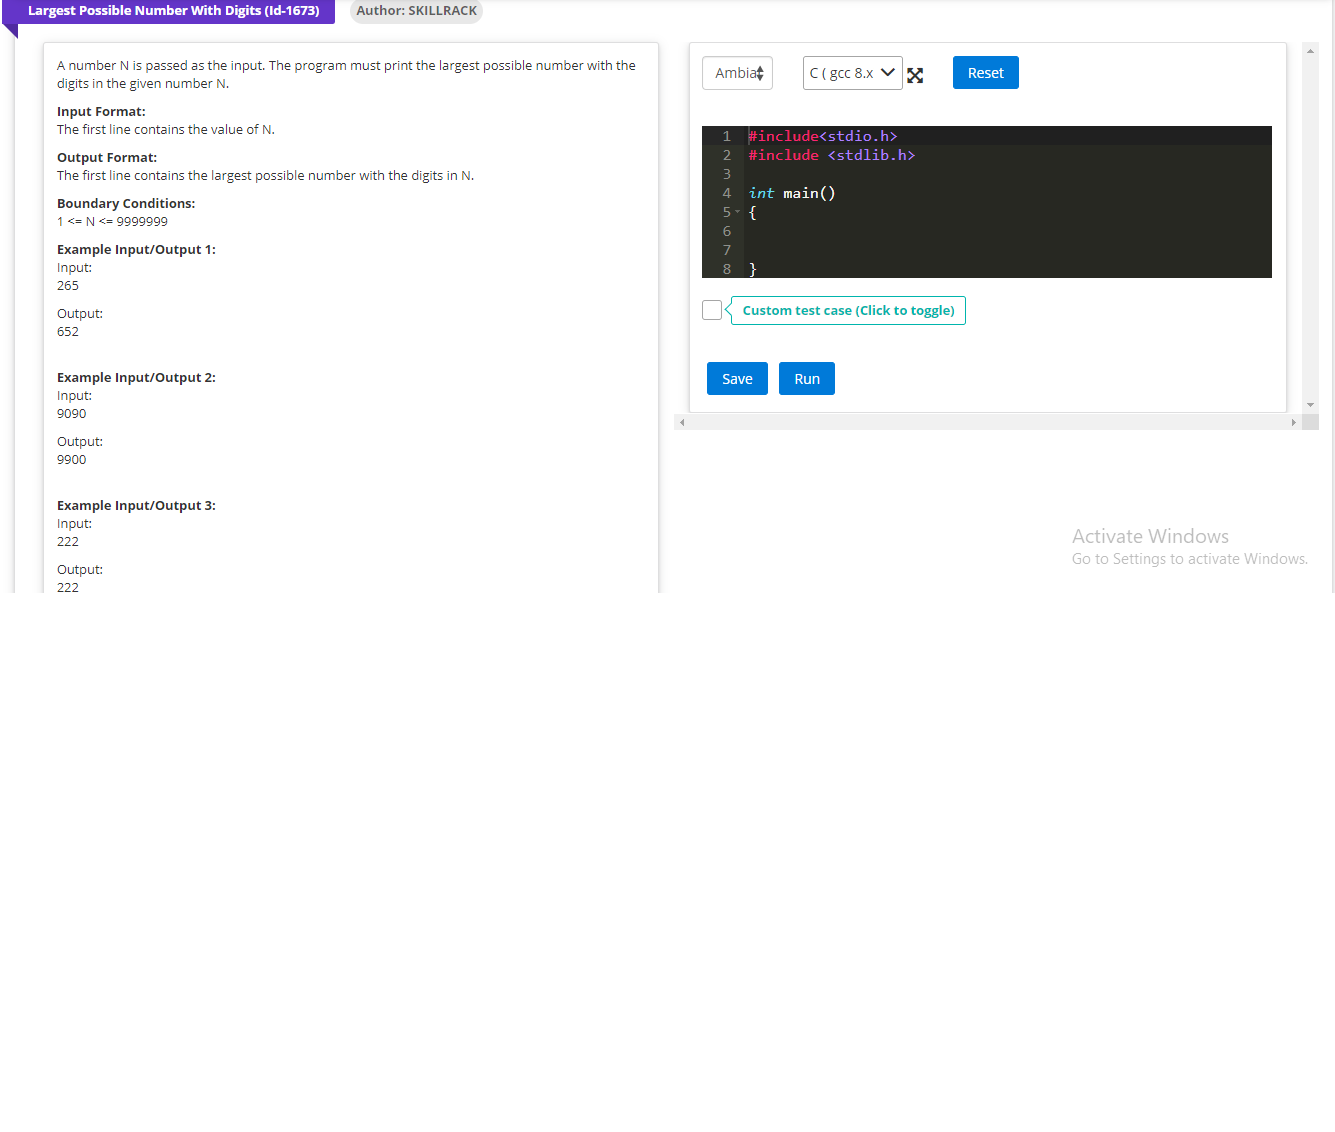 Largest Possible Number With Digits (Id-1673)
Author: SKILLRACK
A number N is passed as the input. The program must print the largest possible number with the
digits in the given number N.
Input Format:
The first line contains the value of N.
Output Format:
The first line contains the largest possible number with the digits in N.
Boundary Conditions:
1 <= N <= 9999999
Example Input/Output 1:
Input:
265
Output:
652
Example Input/Output 2:
Input:
9090
Output:
9900
Example Input/Output 3:
Input:
222
Output:
222
Ambia
C ( gcc 8.x
Reset
1 #include<stdio.h>
2 #include <stdlib.h>
3
4 int main()
5 {
6
7
8 }
Custom test case (Click to toggle)
Save
Run
Activate Windows
Go to Settings to activate Windows.